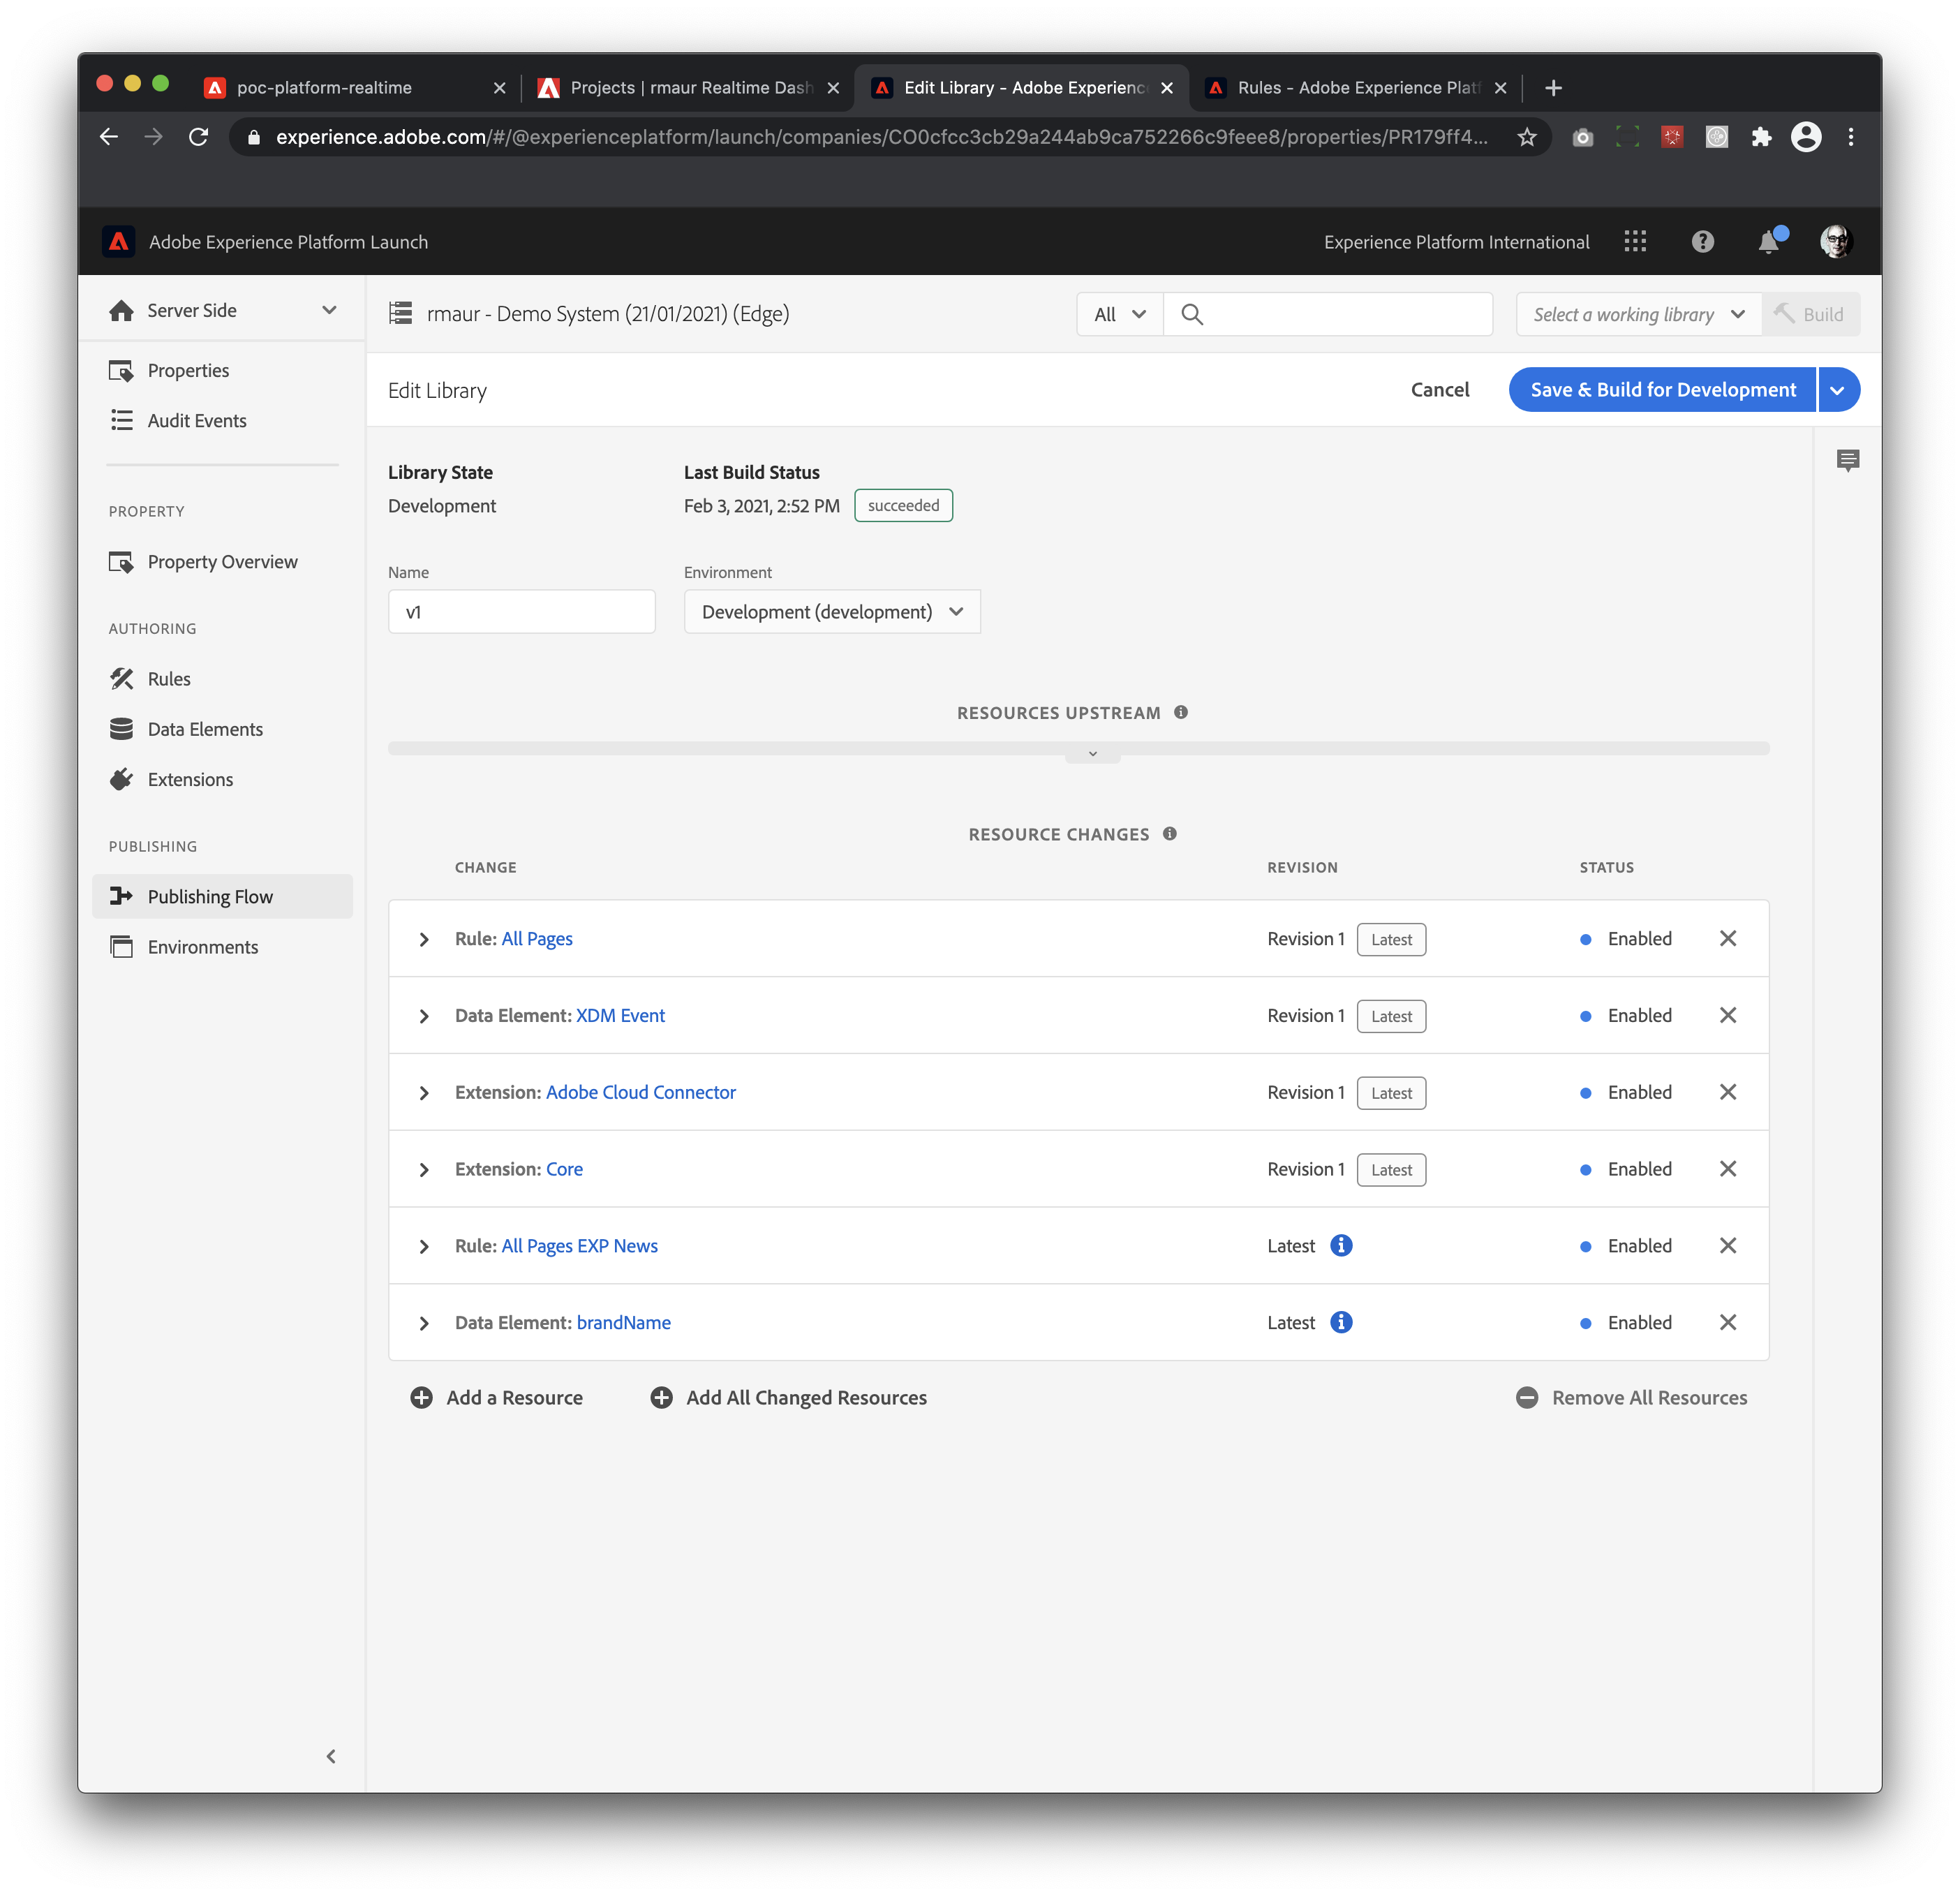 poc-platform-realtime
Projects | rmaur Realtime Dash
Edit Library - Adobe Experienc
Rules - Adobe Experience Platf
experience.adobe.com/#/@experienceplatform/launch/companies/CO0cfcc3cb29a244ab9ca752266c9feee8/properties/PR179ff4...
Adobe Experience Platform Launch
Experience Platform International
Server Side
rmaur - Demo System (21/01/2021) (Edge)
All
Select a working library
Build
Properties
Audit Events
Edit Library
Cancel
Save & Build for Development
Library State
Development
Last Build Status
Feb 3, 2021, 2:52 PM
succeeded
PROPERTY
Property Overview
Name
v1
Environment
Development (development)
AUTHORING
Rules
Data Elements
Extensions
PUBLISHING
Publishing Flow
Environments
RESOURCES UPSTREAM
RESOURCE CHANGES
CHANGE REVISION STATUS
Rule: All Pages Revision 1 Latest Enabled
Data Element: XDM Event Revision 1 Latest Enabled
Extension: Adobe Cloud Connector Revision 1 Latest Enabled
Extension: Core Revision 1 Latest Enabled
Rule: All Pages EXP News Latest Enabled
Data Element: brandName Latest Enabled
Add a Resource
Add All Changed Resources
Remove All Resources